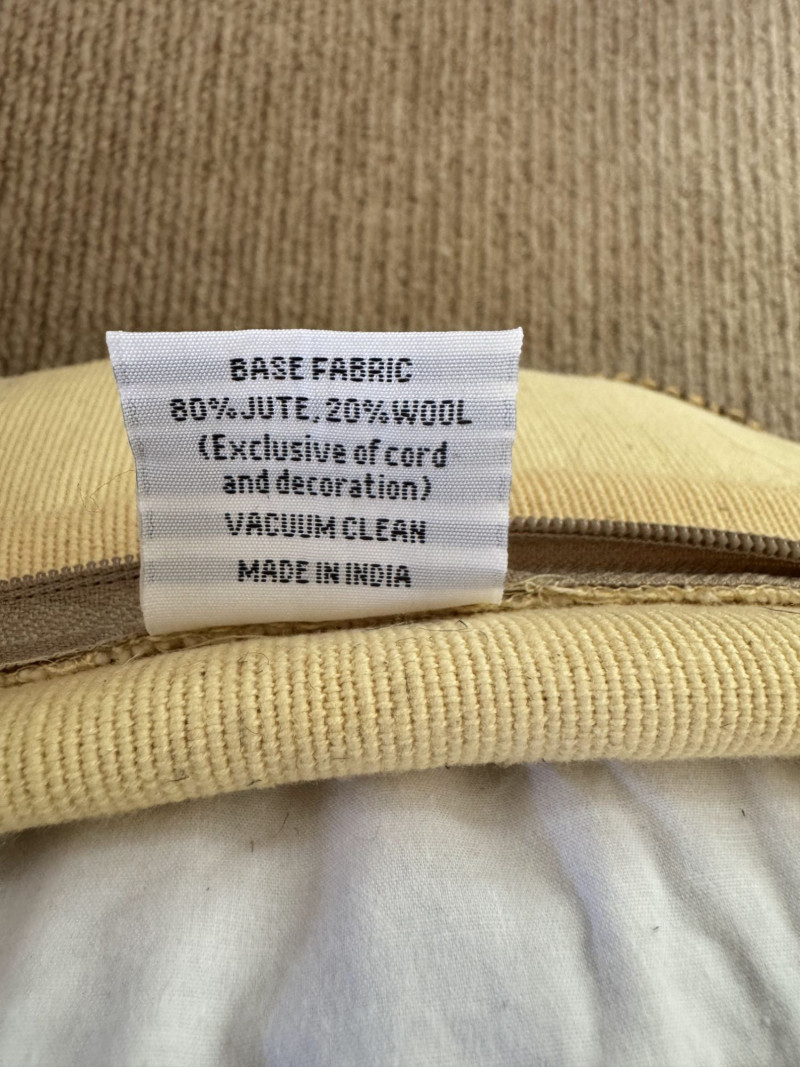 BASE FABRIC
80% JUTE, 20% WOOL
(Exclusive of cord
and decoration)
VACUUM CLEAN
MADE IN INDIA